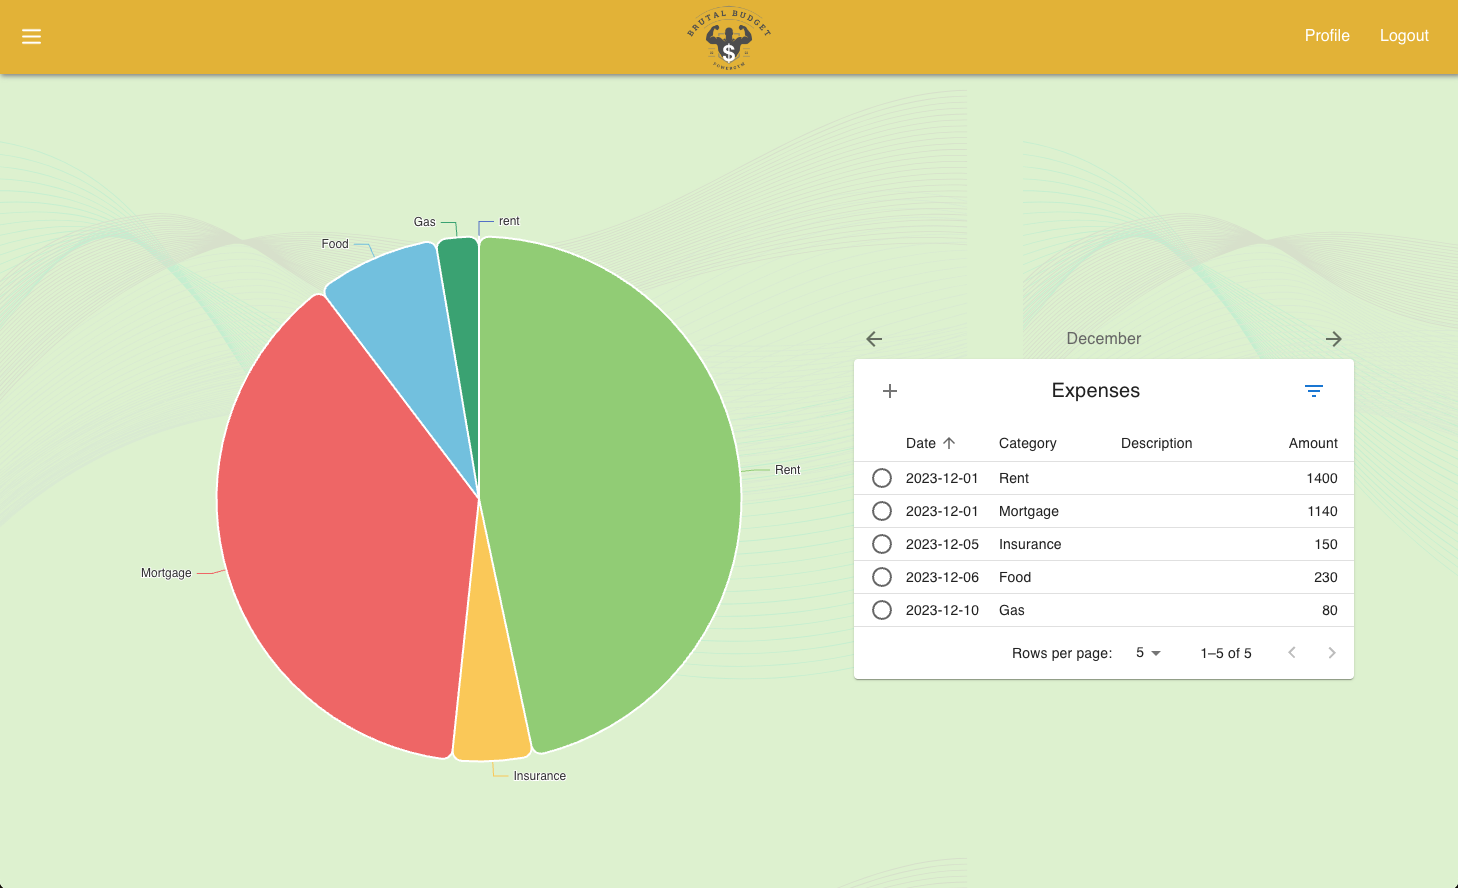 BRUTAL BUDGET
Profile Logout
$
Gas rent
Food
Rent
Mortgage
Insurance
December
Expenses
Date Category Description Amount
2023-12-01 Rent 1400
2023-12-01 Mortgage 1140
2023-12-05 Insurance 150
2023-12-06 Food 230
2023-12-10 Gas 80
Rows per page: 5 1–5 of 5